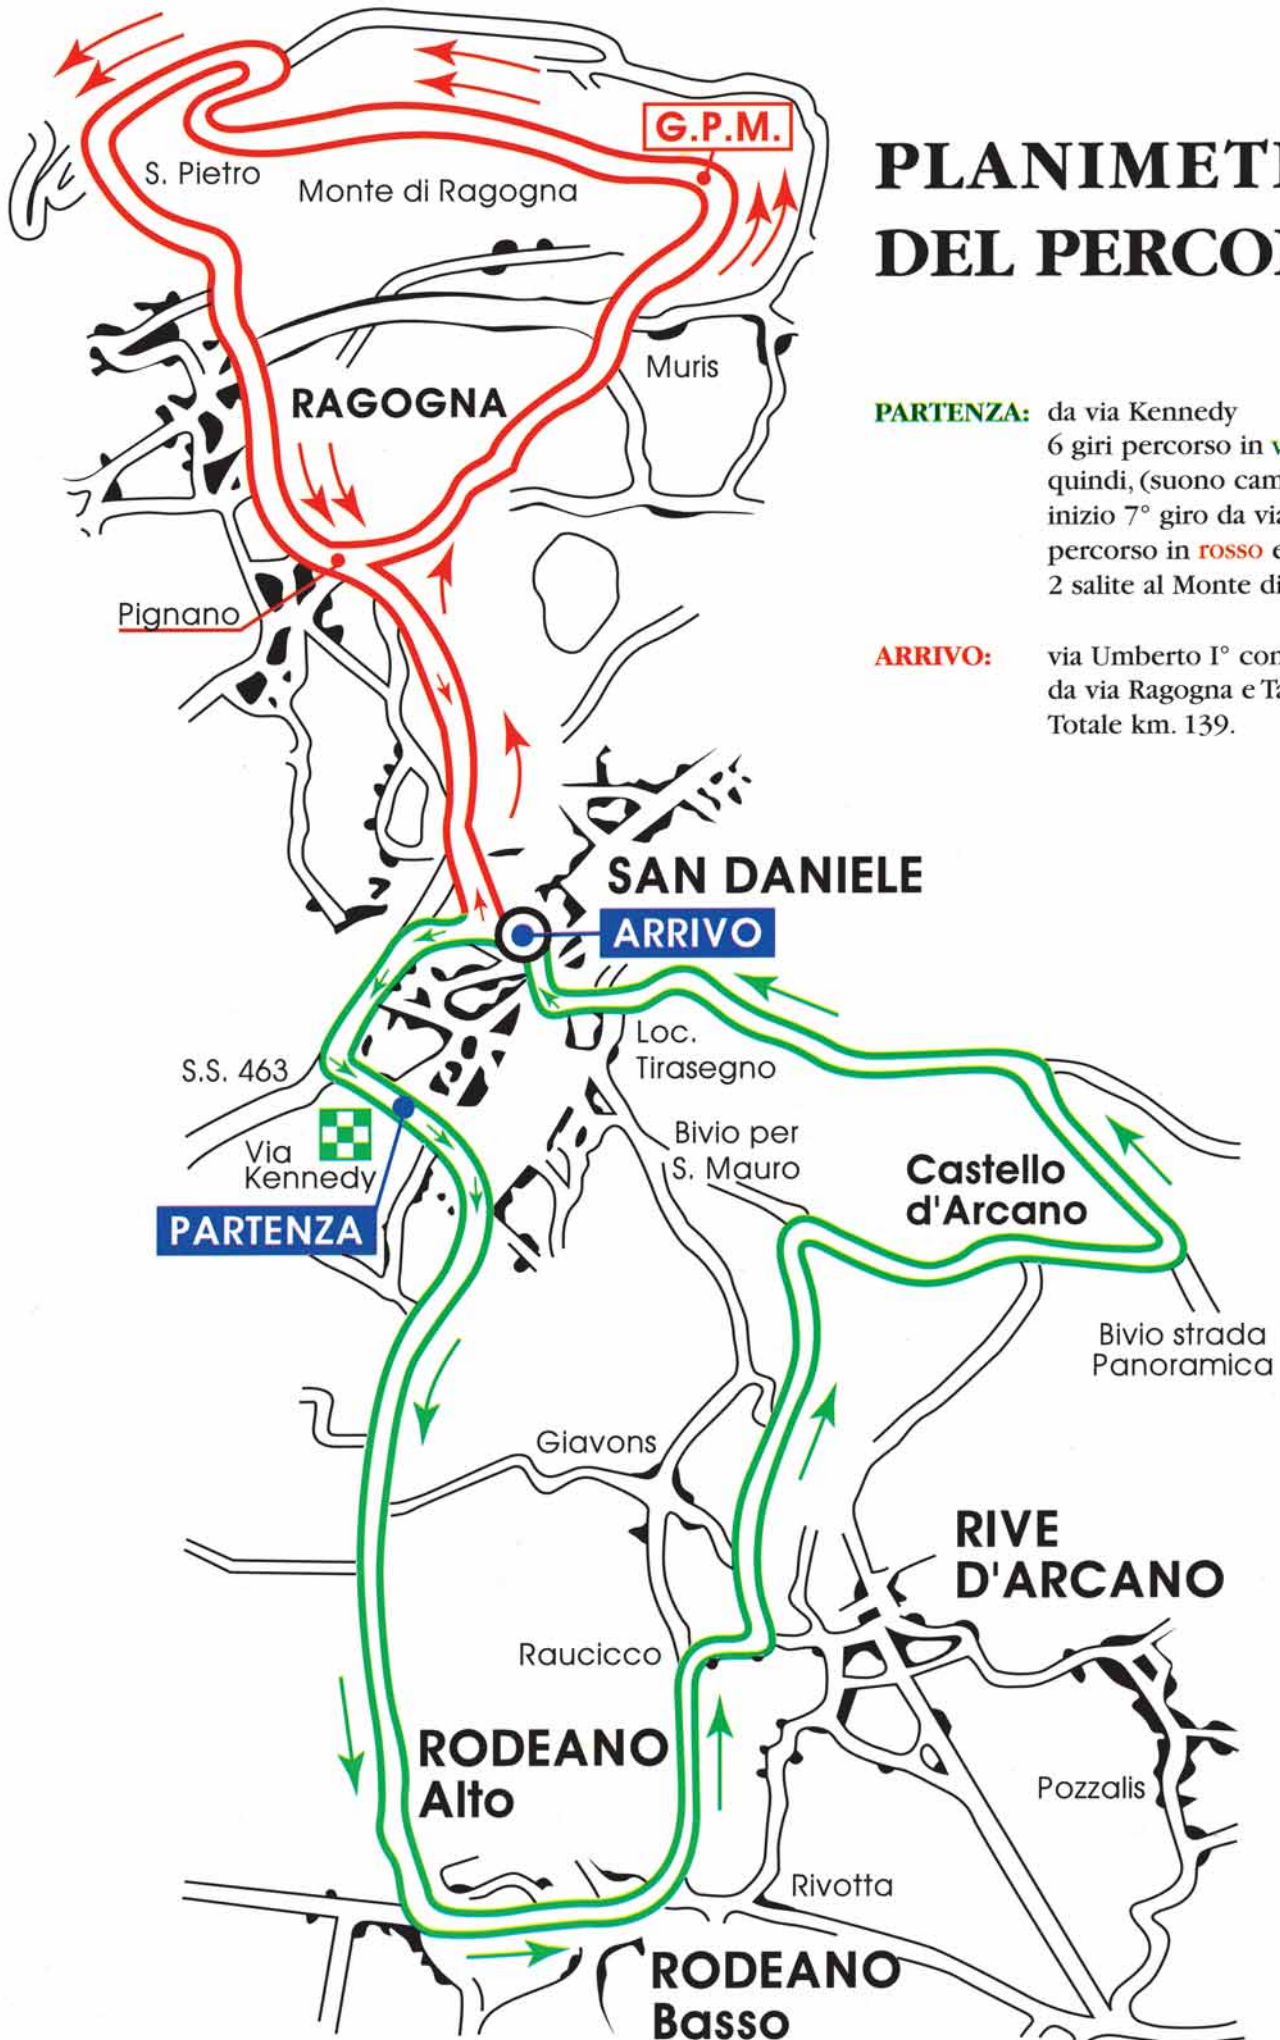 G.P.M.
S. Pietro
Monte di Ragogna
PLANIMET
DEL PERCO
Muris
RAGOGNA
PARTENZA: da via Kennedy
6 giri percorso in v
quindi, (suono cam
inizio 7° giro da via
percorso in rosso e
2 salite al Monte di
Pignano
ARRIVO: via Umberto I° con
da via Ragogna e Ta
Totale km. 139.
SAN DANIELE
ARRIVO
Loc.
Tirasegno
S.S. 463
Via
Kennedy
Bivio per
S. Mauro
Castello
d'Arcano
PARTENZA
Bivio strada
Panoramica
Giavons
RIVE
D'ARCANO
Raucicco
RODEANO
Alto
Pozzalis
Rivotta
RODEANO
Basso